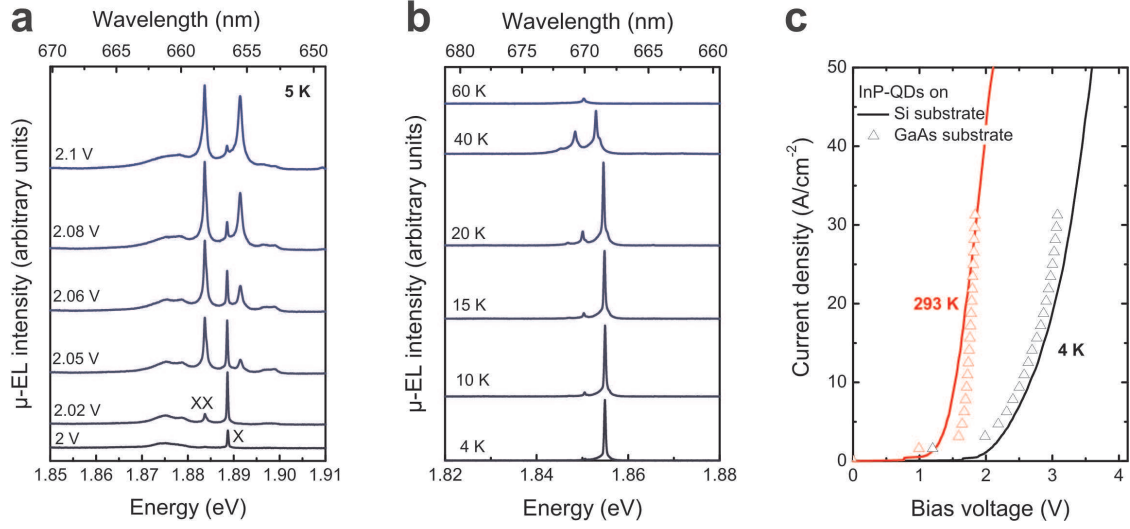 a
Wavelength (nm)
670 665 660 655 650
5 K
2.1 V
2.08 V
2.06 V
2.05 V
2.02 V
XX
2 V
X
μ-EL intensity (arbitrary units)
1.85 1.86 1.87 1.88 1.89 1.90 1.91
Energy (eV)
b
Wavelength (nm)
680 675 670 665 660
60 K
40 K
20 K
15 K
10 K
4 K
μ-EL intensity (arbitrary units)
1.82 1.84 1.86 1.88
Energy (eV)
c
50
40
30
20
10
0
Current density (A/cm⁻²)
InP-QDs on
Si substrate
GaAs substrate
293 K
4 K
0 1 2 3 4
Bias voltage (V)